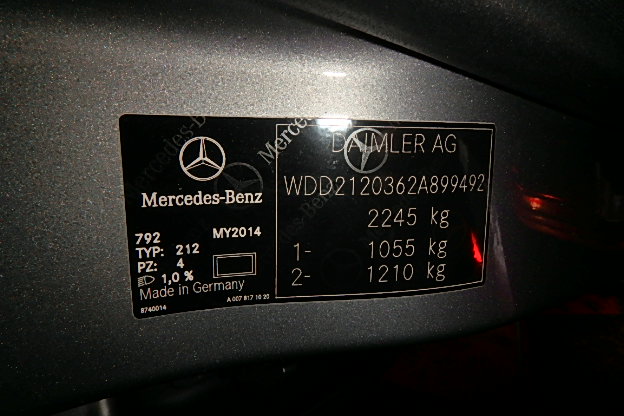 Mercedes-Benz
792 MY2014
TYP: 212
PZ: 4
1,0 %
Made in Germany
8740014 A 007 817 10 20
DAIMLER AG
WDD2120362A899492
2245 kg
1- 1055 kg
2- 1210 kg